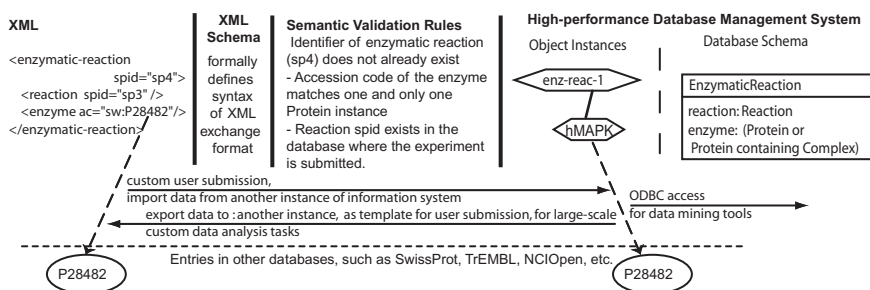 XML
<enzymatic-reaction
spid="sp4">
<reaction spid="sp3" />
<enzyme ac="sw:P28482"/>
</enzymatic-reaction>
XML
Schema
formally
defines
syntax
of XML
exchange
format
Semantic Validation Rules
Identifier of enzymatic reaction
(sp4) does not already exist
- Accession code of the enzyme
matches one and only one
Protein instance
- Reaction spid exists in the
database where the experiment
is submitted.
High-performance Database Management System
Object Instances
enz-reac-1
hMAPK
Database Schema
EnzymaticReaction
reaction: Reaction
enzyme: (Protein or
Protein containing Complex)
custom user submission,
import data from another instance of information system
export data to : another instance, as template for user submission, for large-scale
custom data analysis tasks
ODBC access
for data mining tools
Entries in other databases, such as SwissProt, TrEMBL, NCIOpen, etc.
P28482
P28482